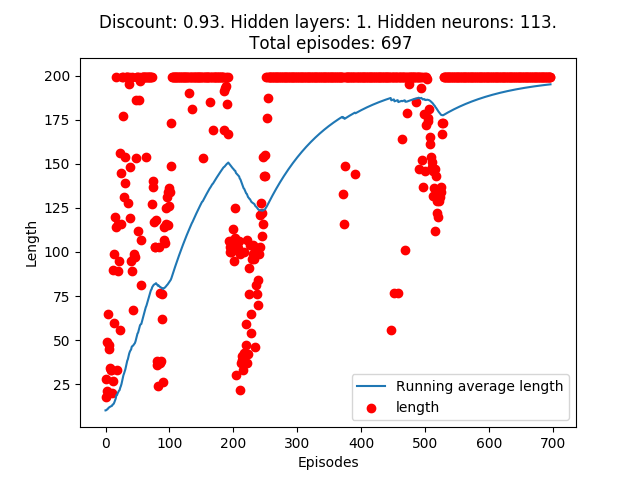 Discount: 0.93. Hidden layers: 1. Hidden neurons: 113.
Total episodes: 697
Length
200
175
150
125
100
75
50
25
0
100
200
300
400
500
600
700
Episodes
Running average length
length